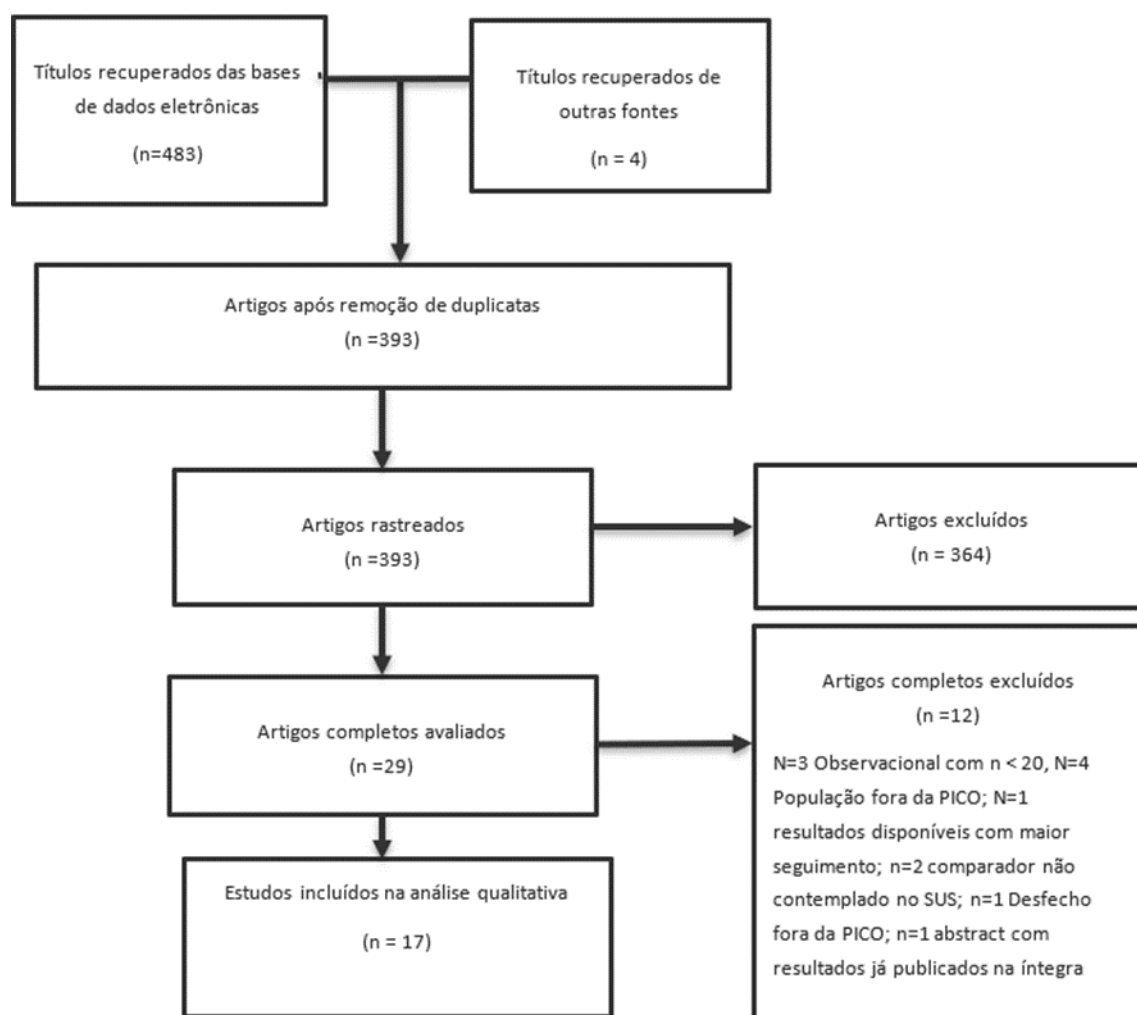 Títulos recuperados das bases
de dados eletrônicas
(n=483)
Títulos recuperados de
outras fontes
(n = 4)
Artigos após remoção de duplicatas
(n =393)
Artigos rastreados
(n =393)
Artigos excluídos
(n = 364)
Artigos completos avaliados
(n =29)
Artigos completos excluídos
(n =12)
N=3 Observacional com n < 20, N=4
População fora da PICO; N=1
resultados disponíveis com maior
seguimento; n=2 comparador não
contemplado no SUS; n=1 Desfecho
fora da PICO; n=1 abstract com
resultados já publicados na íntegra
Estudos incluídos na análise qualitativa
(n = 17)